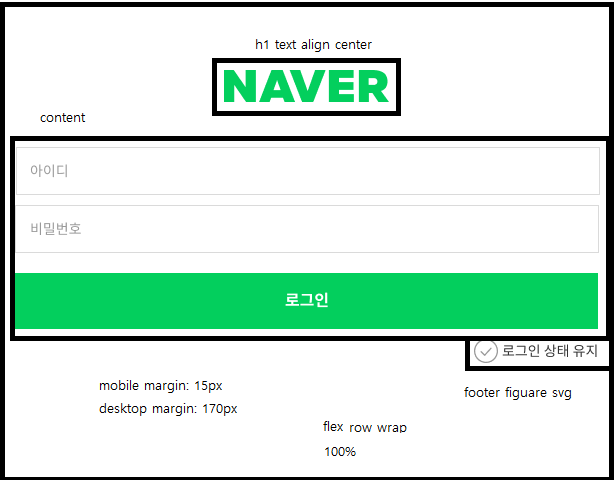 h1 text align center
NAVER
content
아이디
비밀번호
로그인
로그인 상태 유지
mobile margin: 15px
desktop margin: 170px
footer figuare svg
flex row wrap
100%